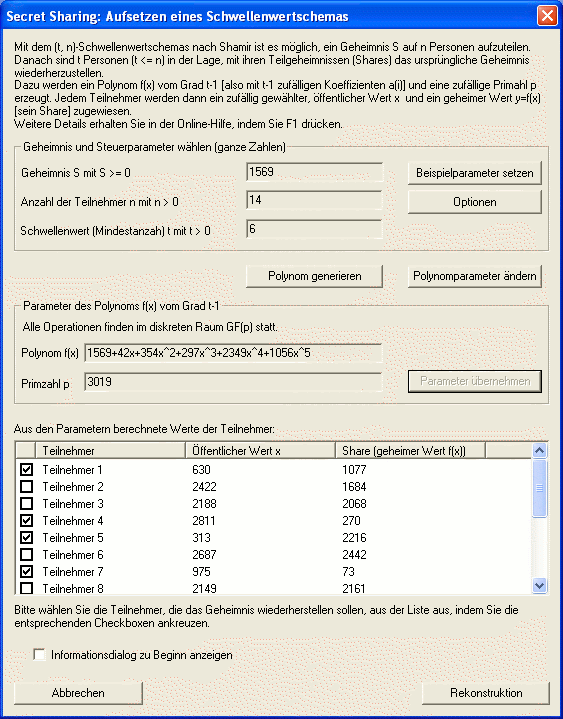 Secret Sharing: Aufsetzen eines Schwellenwertschemas
Mit dem (t, n)-Schwellenwertschemas nach Shamir ist es möglich, ein Geheimnis S auf n Personen aufzuteilen.
Danach sind t Personen (t <= n) in der Lage, mit ihren Teilgeheimnissen (Shares) das ursprüngliche Geheimnis
wiederherzustellen.
Dazu werden ein Polynom f(x) vom Grad t-1 [also mit t-1 zufälligen Koeffizienten a(i)] und eine zufällige Primahl p
erzeugt. Jedem Teilnehmer werden dann ein zufällig gewählter, öffentlicher Wert x und ein geheimer Wert y=f(x)
[sein Share] zugewiesen.
Weitere Details erhalten Sie in der Online-Hilfe, indem Sie F1 drücken.
Geheimnis und Steuerparameter wählen (ganze Zahlen)
Geheimnis S mit S >= 0 1569 Beispielparameter setzen
Anzahl der Teilnehmer n mit n > 0 14 Optionen
Schwellenwert (Mindestanzah) t mit t > 0 6
Polynom generieren Polynomparameter ändern
Parameter des Polynoms f(x) vom Grad t-1
Alle Operationen finden im diskreten Raum GF(p) statt.
Polynom f(x) 1569+42x+354x^2+297x^3+2349x^4+1056x^5
Primzahl p 3019 Parameter übernehmen
Aus den Parametern berechnete Werte der Teilnehmer:
Teilnehmer Öffentlicher Wert x Share (geheimer Wert f(x))
Teilnehmer 1 630 1077
Teilnehmer 2 2422 1684
Teilnehmer 3 2188 2068
Teilnehmer 4 2811 270
Teilnehmer 5 313 2216
Teilnehmer 6 2687 2442
Teilnehmer 7 975 73
Teilnehmer 8 2149 2161
Bitte wählen Sie die Teilnehmer, die das Geheimnis wiederherstellen sollen, aus der Liste aus, indem Sie die
entsprechenden Checkboxen ankreuzen.
Informationsdialog zu Beginn anzeigen
Abbrechen Rekonstruktion